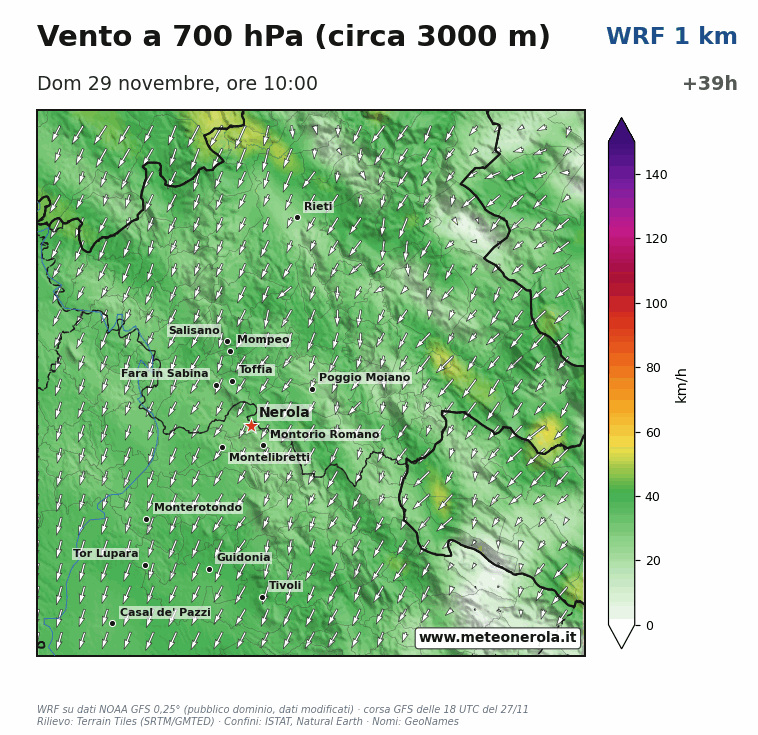 Vento a 700 hPa (circa 3000 m)
WRF 1 km
Dom 29 novembre, ore 10:00
+39h
Rieti
Salisano
Mompeo
Fara in Sabina
Toffia
Poggio Moiano
Nerola
Montorio Romano
Montelibretti
Monterotondo
Tor Lupara
Guidonia
Tivoli
Casal de' Pazzi
www.meteonerola.it
140
120
100
80
60
40
20
0
km/h
WRF su dati NOAA GFS 0,25° (pubblico dominio, dati modificati) · corsa GFS delle 18 UTC del 27/11
Rilievo: Terrain Tiles (SRTM/GMTED) · Confini: ISTAT, Natural Earth · Nomi: GeoNames